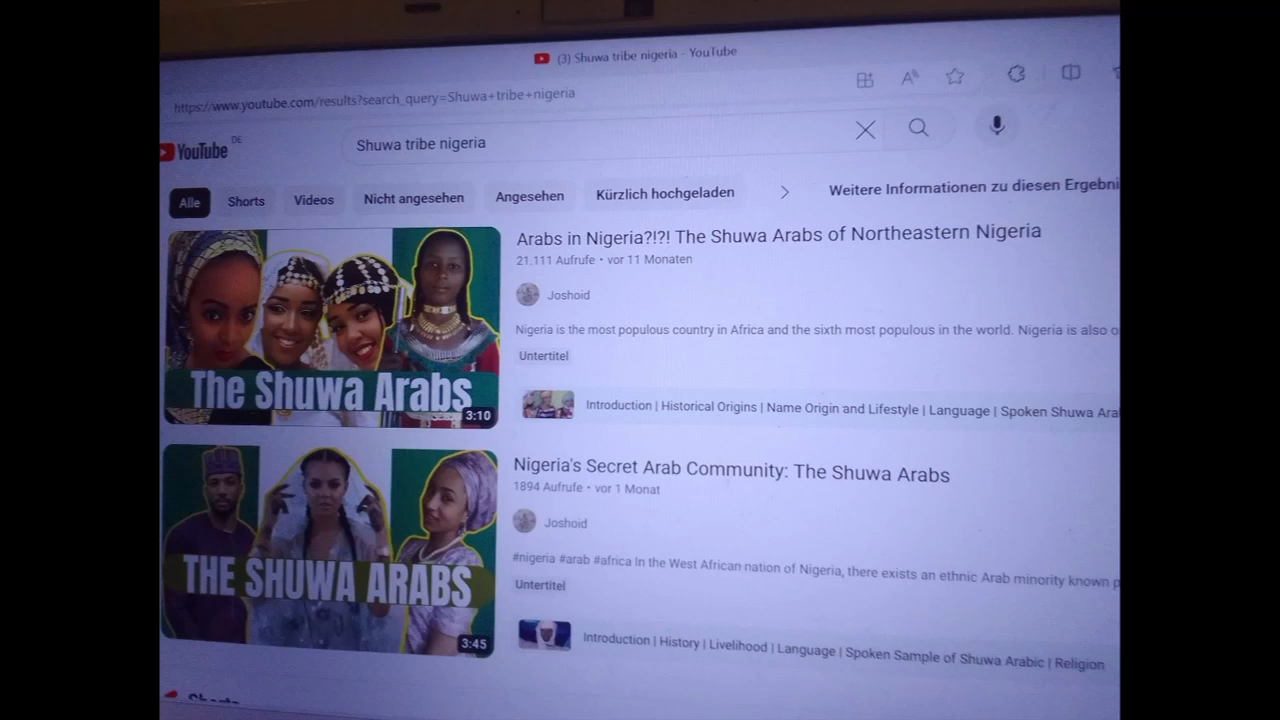 (3) Shuwa tribe nigeria - YouTube
https://www.youtube.com/results?search_query=Shuwa+tribe+nigeria
YouTube DE
Shuwa tribe nigeria
Alle Shorts Videos Nicht angesehen Angesehen Kürzlich hochgeladen Weitere Informationen zu diesen
The Shuwa Arabs
3:10
Arabs in Nigeria?!?! The Shuwa Arabs of Northeastern Nigeria
21.111 Aufrufe • vor 11 Monaten
Joshoid
Nigeria is the most populous country in Africa and the sixth most populous in the world. Nigeria is also
Untertitel
Introduction | Historical Origins | Name Origin and Lifestyle | Language | Spoken Shuwa
THE SHUWA ARABS
3:45
Nigeria's Secret Arab Community: The Shuwa Arabs
1894 Aufrufe • vor 1 Monat
Joshoid
#nigeria #arab #africa In the West African nation of Nigeria, there exists an ethnic Arab minority known
Untertitel
Introduction | History | Livelihood | Language | Spoken Sample of Shuwa Arabic | Religion